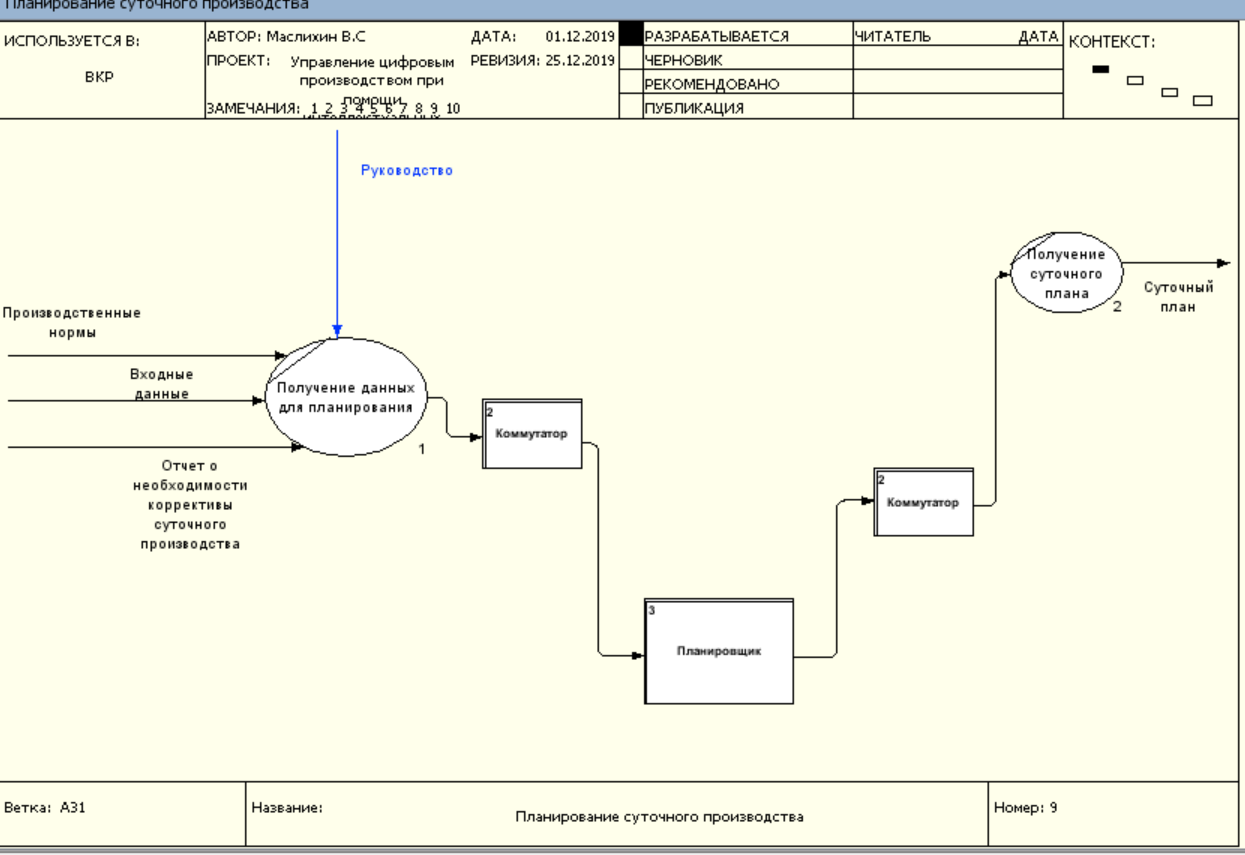 Планирование суточного производства
ИСПОЛЬЗУЕТСЯ В:
ВКР
АВТОР: Маслихин В.С
ДАТА: 01.12.2019
ПРОЕКТ: Управление цифровым
производством при
помощи
интеллектуальных
РЕВИЗИЯ: 25.12.2019
ЗАМЕЧАНИЯ: 1 2 3 4 5 6 7 8 9 10
РАЗРАБАТЫВАЕТСЯ
ЧЕРНОВИК
РЕКОМЕНДОВАНО
ПУБЛИКАЦИЯ
ЧИТАТЕЛЬ
ДАТА
КОНТЕКСТ:
Руководство
Получение
суточного
плана
2
Суточный
план
Производственные
нормы
Входные
данные
Получение данных
для планирования
1
Отчет о
необходимости
коррективы
суточного
производства
2
Коммутатор
2
Коммутатор
3
Планировщик
Ветка: A31
Название:
Планирование суточного производства
Номер: 9